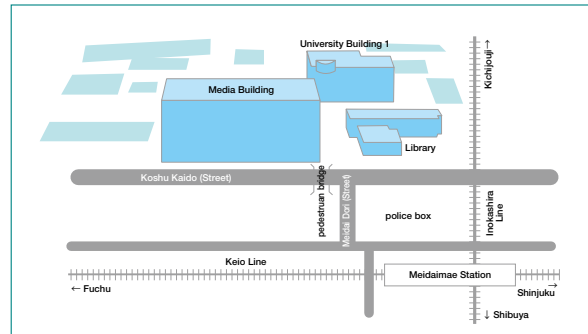 University Building 1
Kichijouji→
Media Building
Library
Koshu Kaido (Street)
pedestruan bridge
Meidai Dori (Street)
police box
Inokashira
Line
Keio Line
Meidaimae Station
← Fuchu
→
Shinjuku
↓ Shibuya